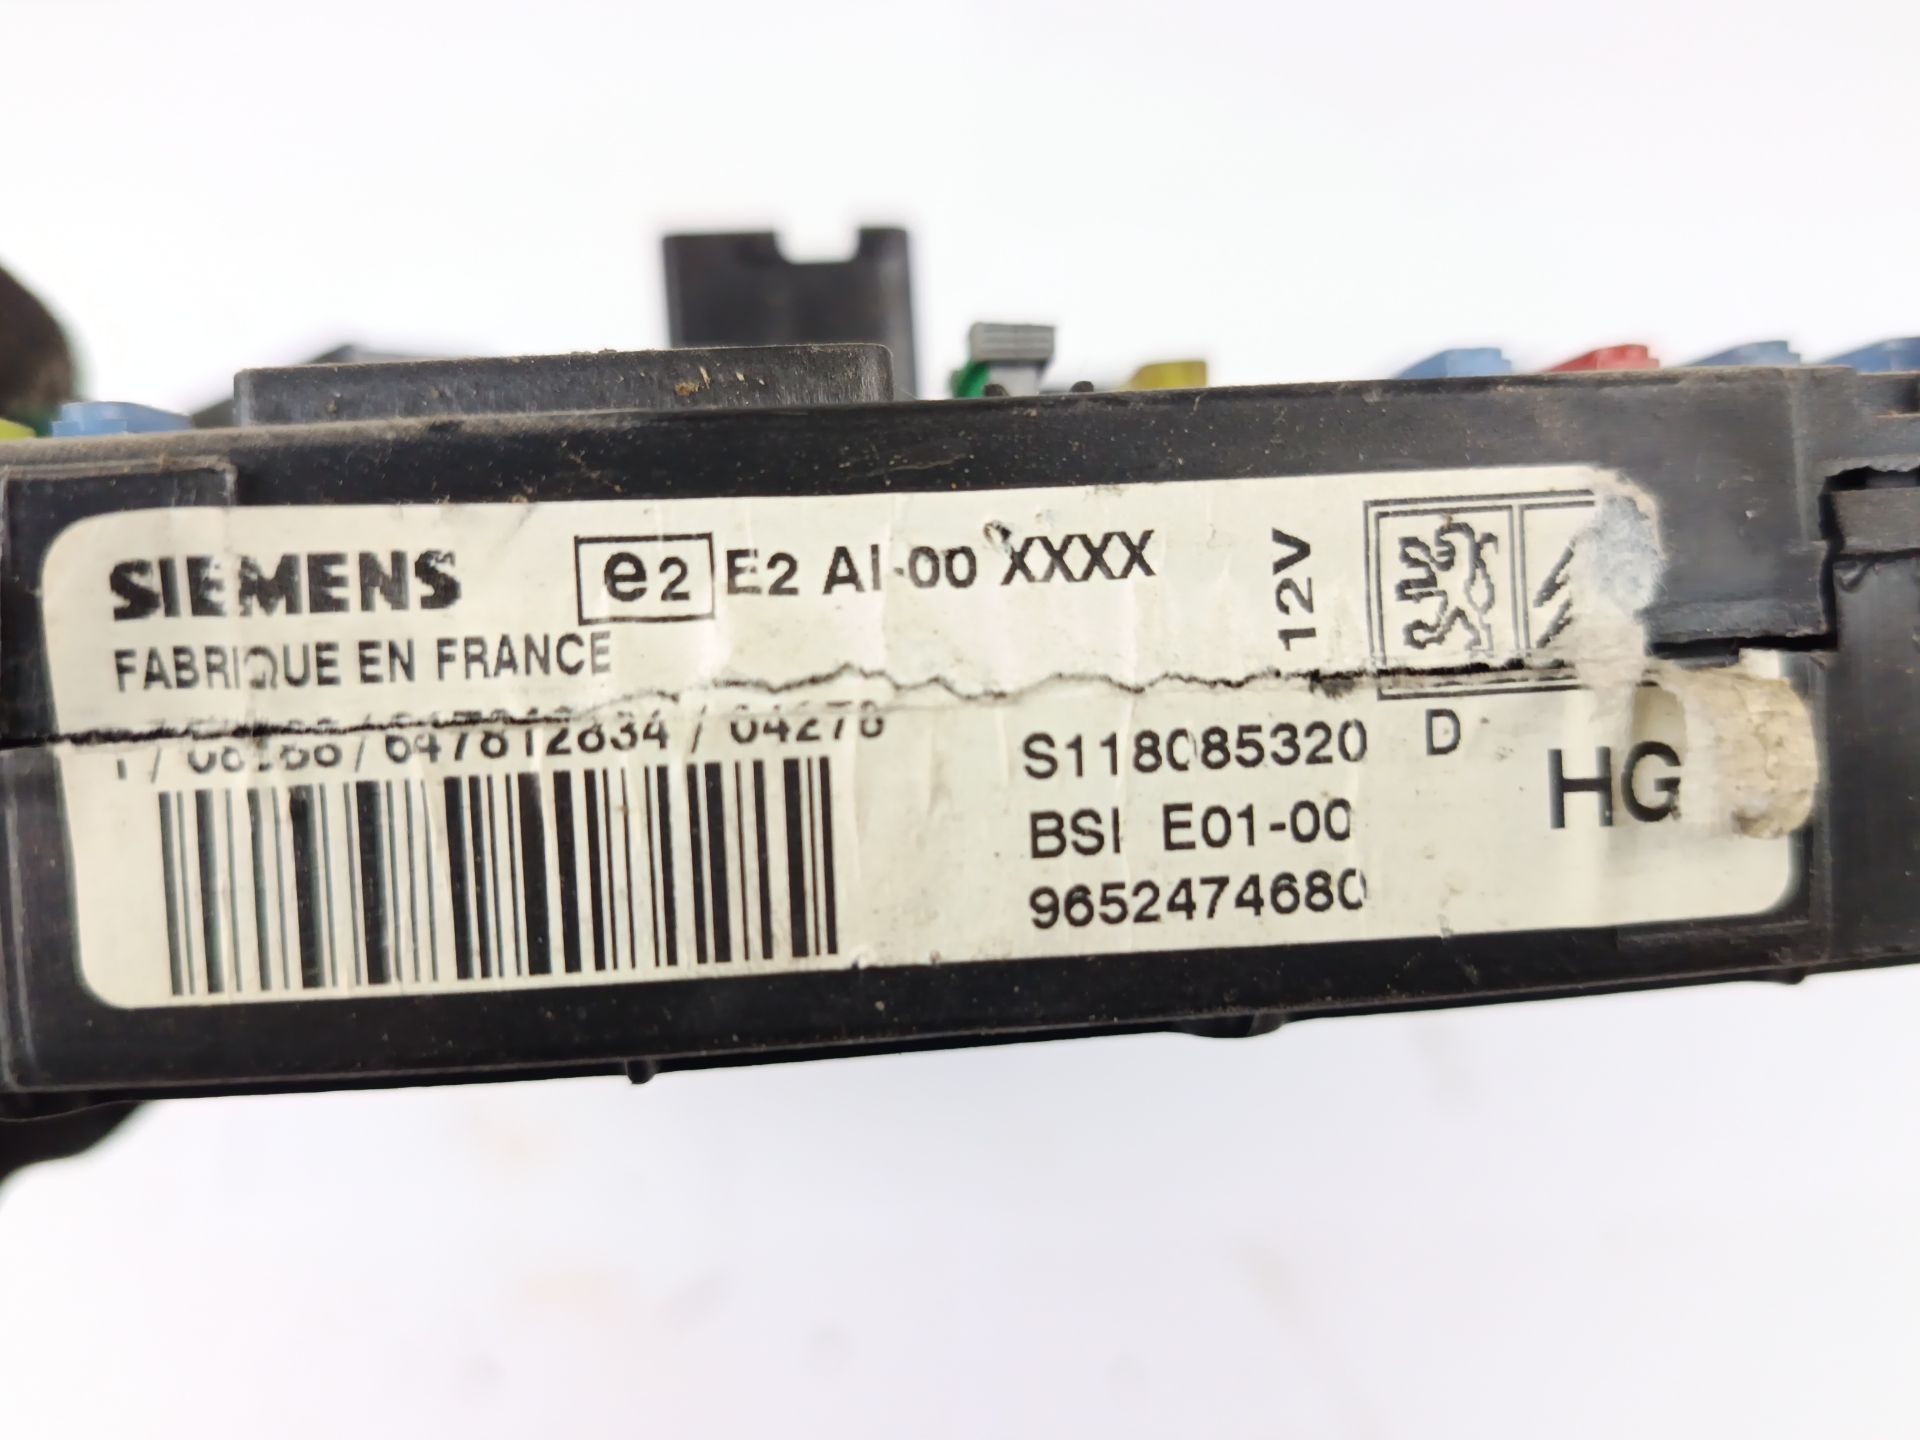 SIEMENS e2 E2 AI-00 XXXX
FABRIQUE EN FRANCE
12V
S118085320 D
BSI E01-00 HG
9652474680